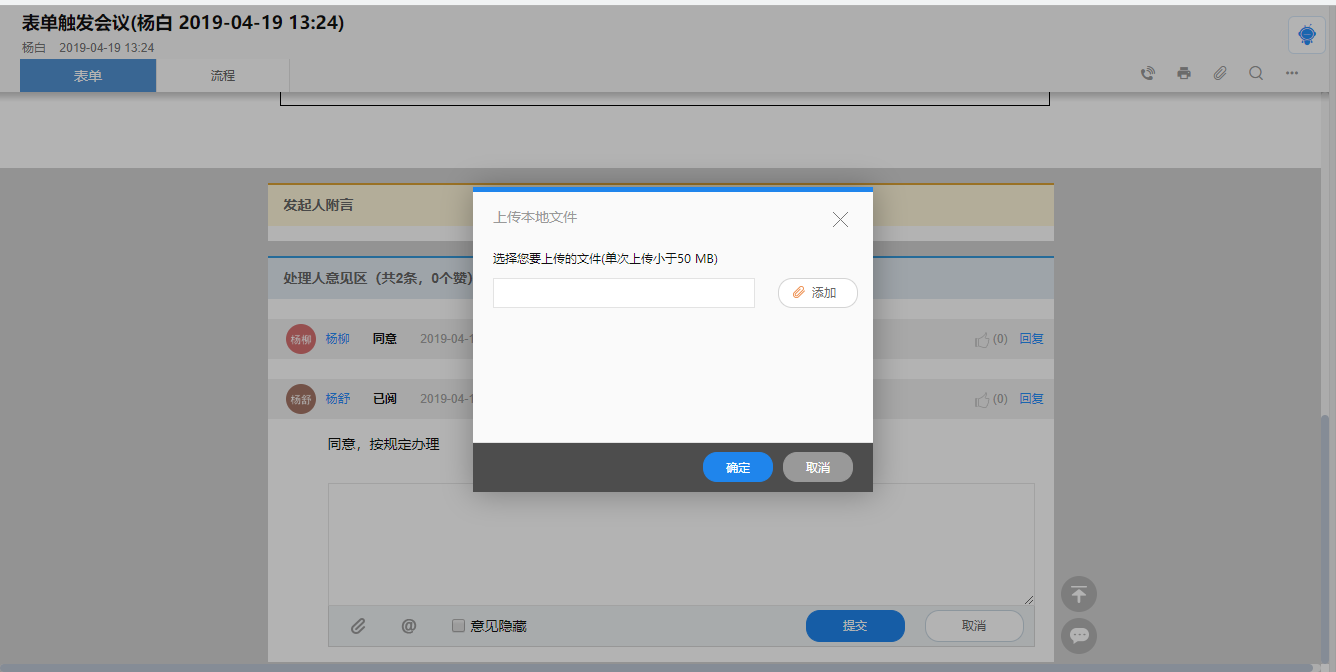 表单触发会议(杨白 2019-04-19 13:24)
杨白 2019-04-19 13:24
表单 流程
发起人附言
处理人意见区（共2条，0个赞）
杨柳 杨柳 同意 2019-04-1 (0) 回复
杨舒 杨舒 已阅 2019-04-1 (0) 回复
同意，按规定办理
@ 意见隐藏 提交 取消
上传本地文件
选择您要上传的文件(单次上传小于50 MB)
添加
确定 取消